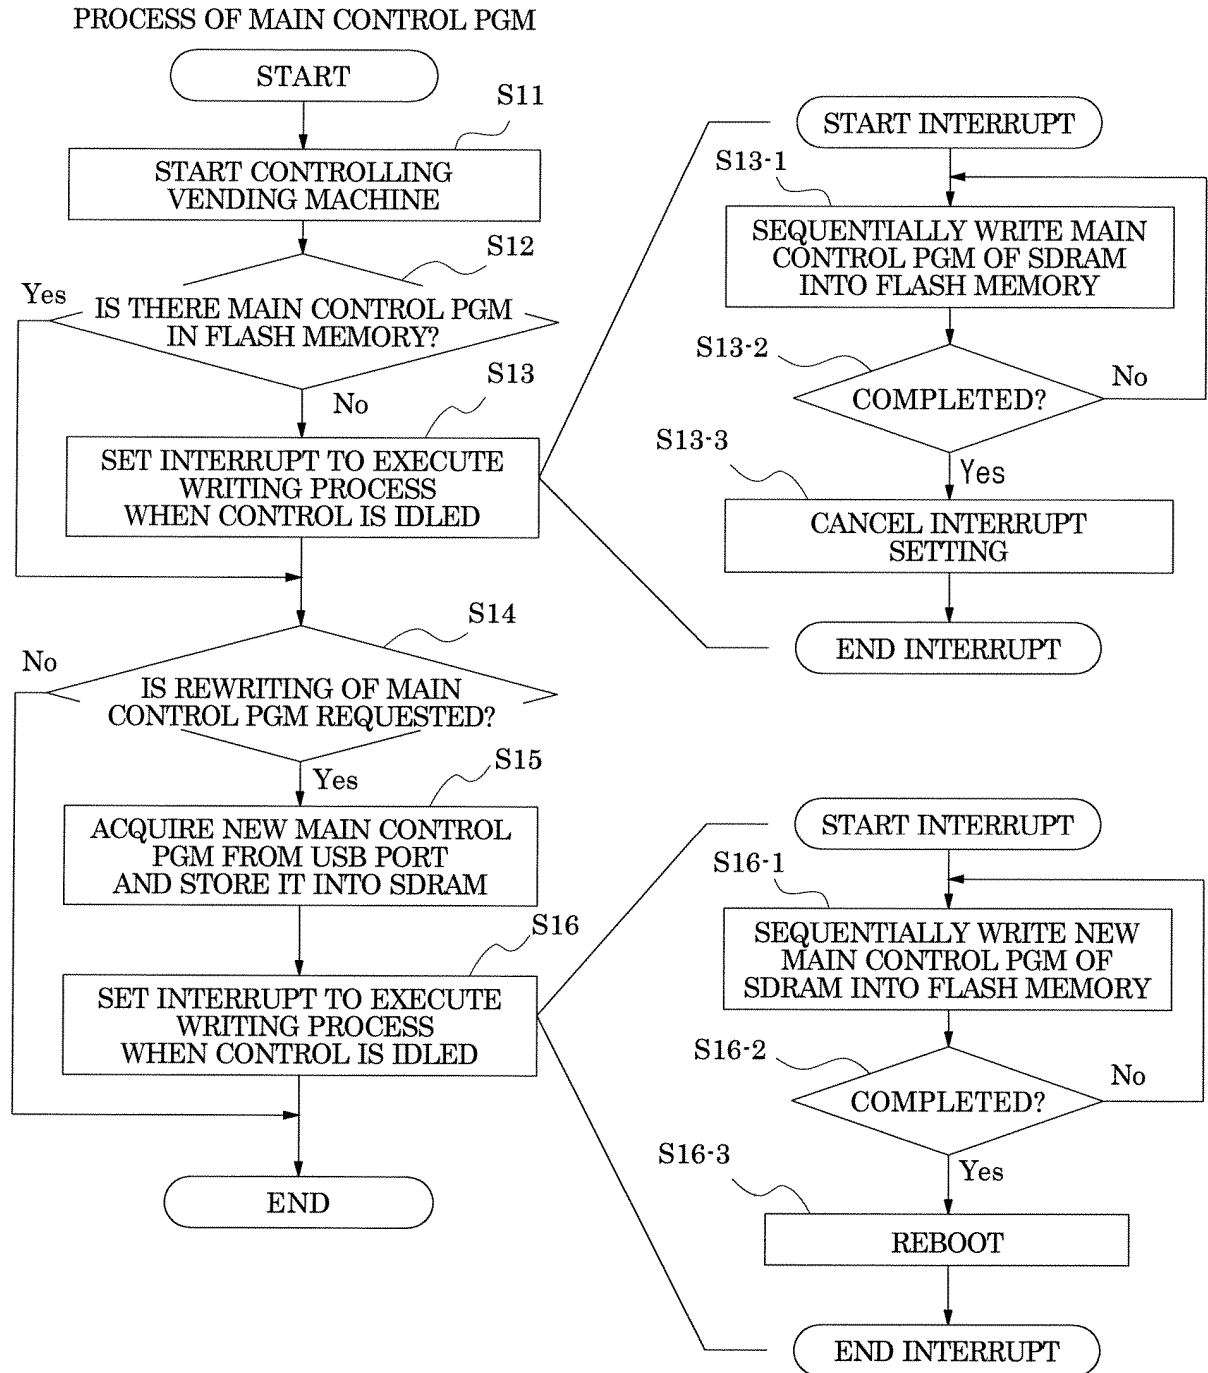 PROCESS OF MAIN CONTROL PGM
START
S11
START CONTROLLING
VENDING MACHINE
S12
Yes
IS THERE MAIN CONTROL PGM
IN FLASH MEMORY?
S13
No
SET INTERRUPT TO EXECUTE
WRITING PROCESS
WHEN CONTROL IS IDLED
S14
No
IS REWRITING OF MAIN
CONTROL PGM REQUESTED?
S15
Yes
ACQUIRE NEW MAIN CONTROL
PGM FROM USB PORT
AND STORE IT INTO SDRAM
S16
SET INTERRUPT TO EXECUTE
WRITING PROCESS
WHEN CONTROL IS IDLED
END
START INTERRUPT
S13-1
SEQUENTIALLY WRITE MAIN
CONTROL PGM OF SDRAM
INTO FLASH MEMORY
S13-2
No
COMPLETED?
S13-3
Yes
CANCEL INTERRUPT
SETTING
END INTERRUPT
START INTERRUPT
S16-1
SEQUENTIALLY WRITE NEW
MAIN CONTROL PGM OF
SDRAM INTO FLASH MEMORY
S16-2
No
COMPLETED?
S16-3
Yes
REBOOT
END INTERRUPT